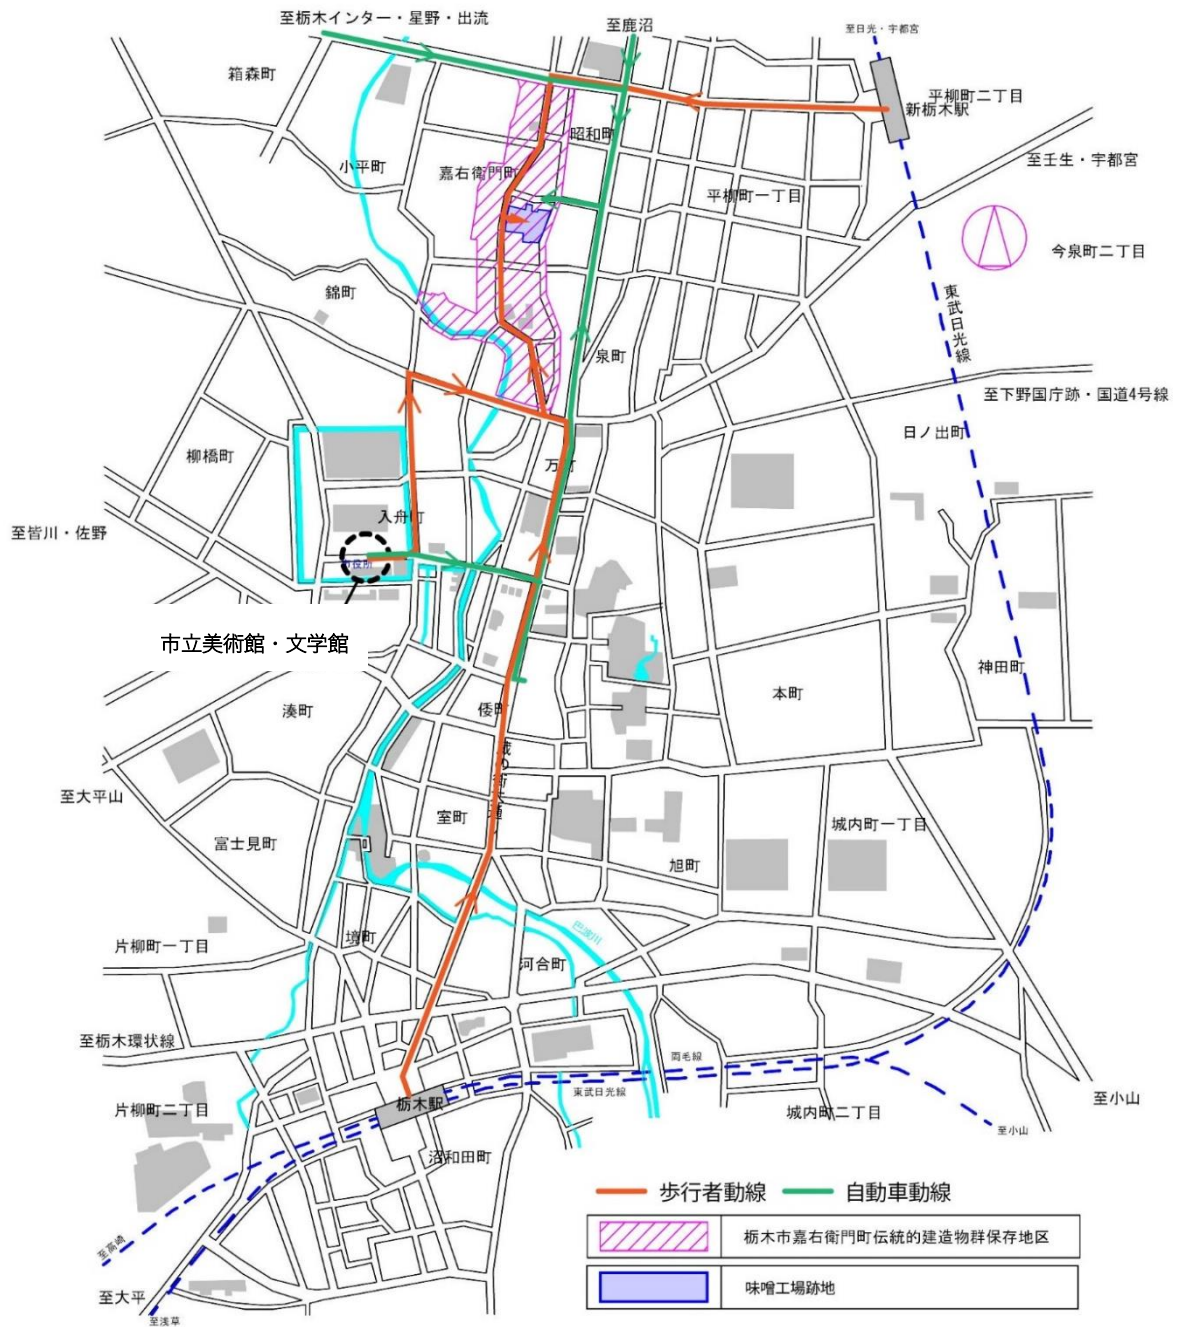 至栃木インター・星野・出流
至鹿沼
至日光・宇都宮
箱森町
平柳町二丁目
新栃木駅
昭和町
小平町
嘉右衛門町
至壬生・宇都宮
平柳町一丁目
今泉町二丁目
錦町
東武日光線
泉町
至下野国庁跡・国道4号線
日ノ出町
柳橋町
万町
入舟町
至皆川・佐野
市役所
市立美術館・文学館
神田町
本町
湊町
倭町
蔵の街大通り
至大平山
室町
城内町一丁目
富士見町
旭町
巴波川
境町
片柳町一丁目
河合町
至栃木環状線
両毛線
東武日光線
栃木駅
片柳町二丁目
城内町二丁目
至小山
至小山
沼和田町
歩行者動線
自動車動線
栃木市嘉右衛門町伝統的建造物群保存地区
至高崎
味噌工場跡地
至大平
至浅草